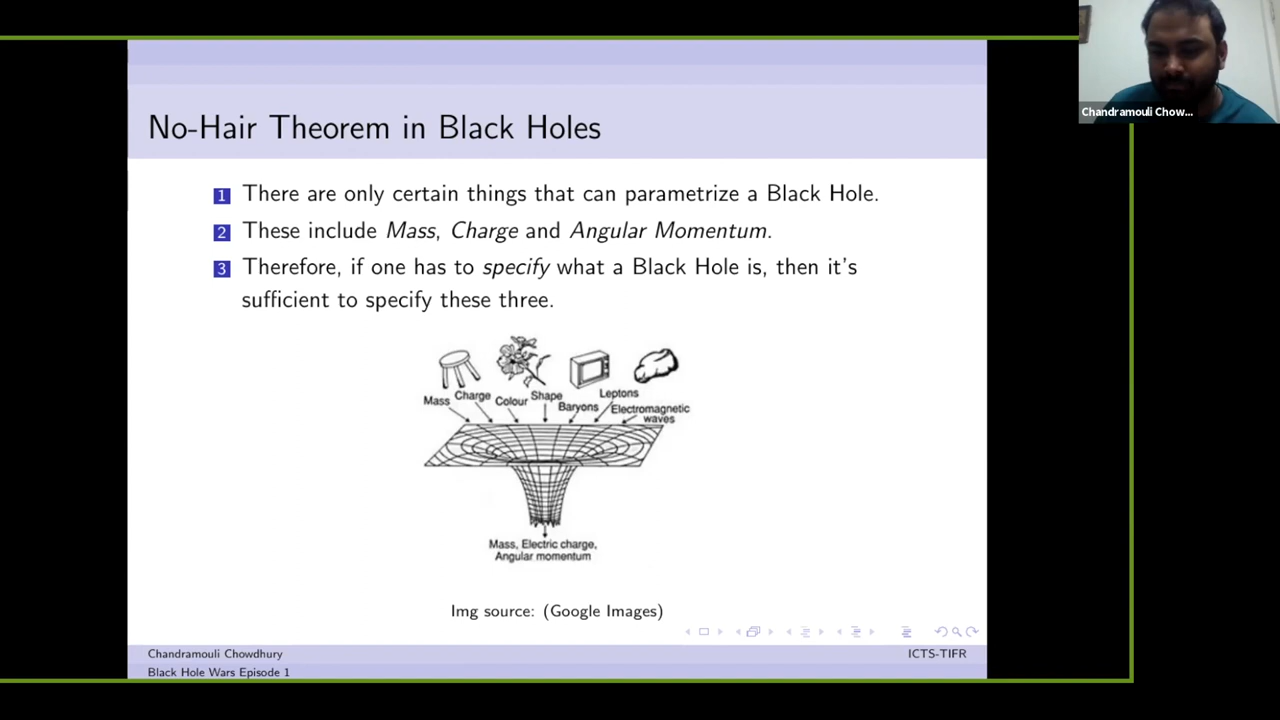 Chandramouli Chow...
No-Hair Theorem in Black Holes
1 There are only certain things that can parametrize a Black Hole.
2 These include Mass, Charge and Angular Momentum.
3 Therefore, if one has to specify what a Black Hole is, then it's
sufficient to specify these three.
Mass Charge Colour Shape Baryons Leptons Electromagnetic
waves
Mass, Electric charge,
Angular momentum
Img source: (Google Images)
Chandramouli Chowdhury ICTS-TIFR
Black Hole Wars Episode 1